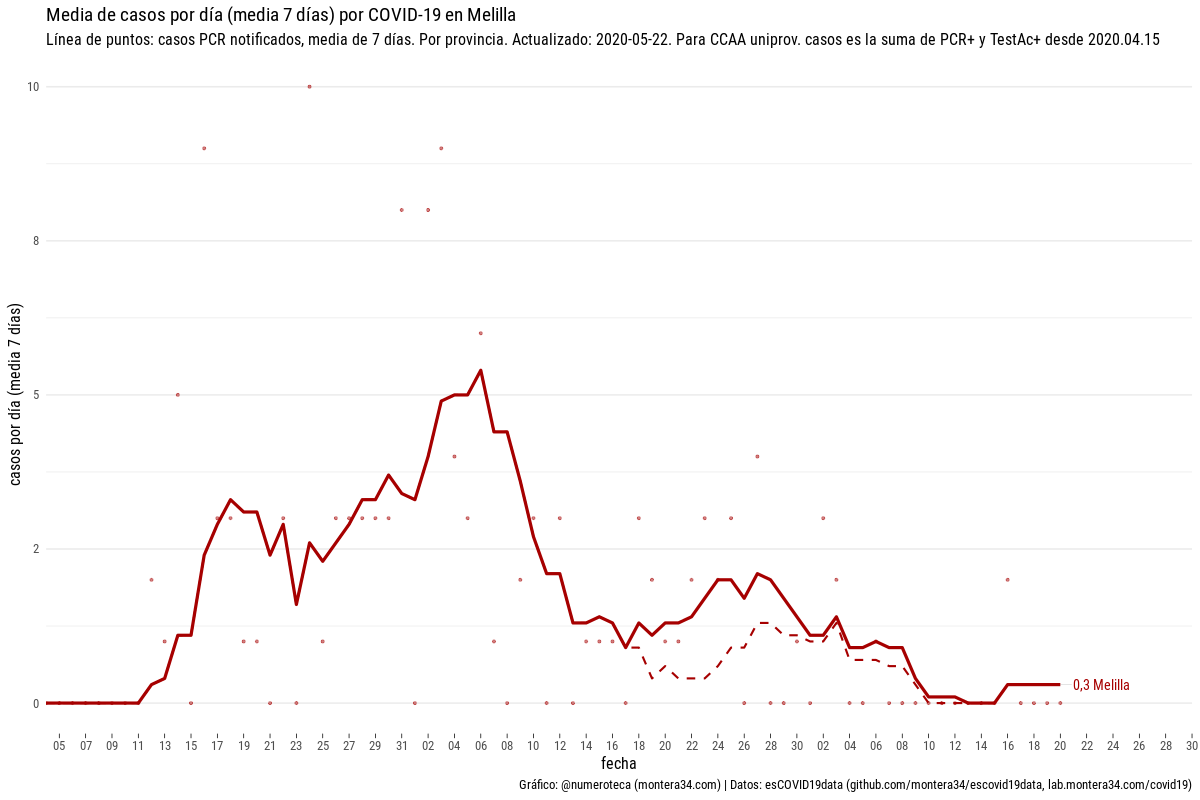 Media de casos por día (media 7 días) por COVID-19 en Melilla
Línea de puntos: casos PCR notificados, media de 7 días. Por provincia. Actualizado: 2020-05-22. Para CCAA uniprov. casos es la suma de PCR+ y TestAc+ desde 2020.04.15
10
8
5
2
0
casos por día (media 7 días)
0,3 Melilla
05 07 09 11 13 15 17 19 21 23 25 27 29 31 02 04 06 08 10 12 14 16 18 20 22 24 26 28 30 02 04 06 08 10 12 14 16 18 20 22 24 26 28 30
fecha
Gráfico: @numeroteca (montera34.com) | Datos: esCOVID19data (github.com/montera34/escovid19data, lab.montera34.com/covid19)